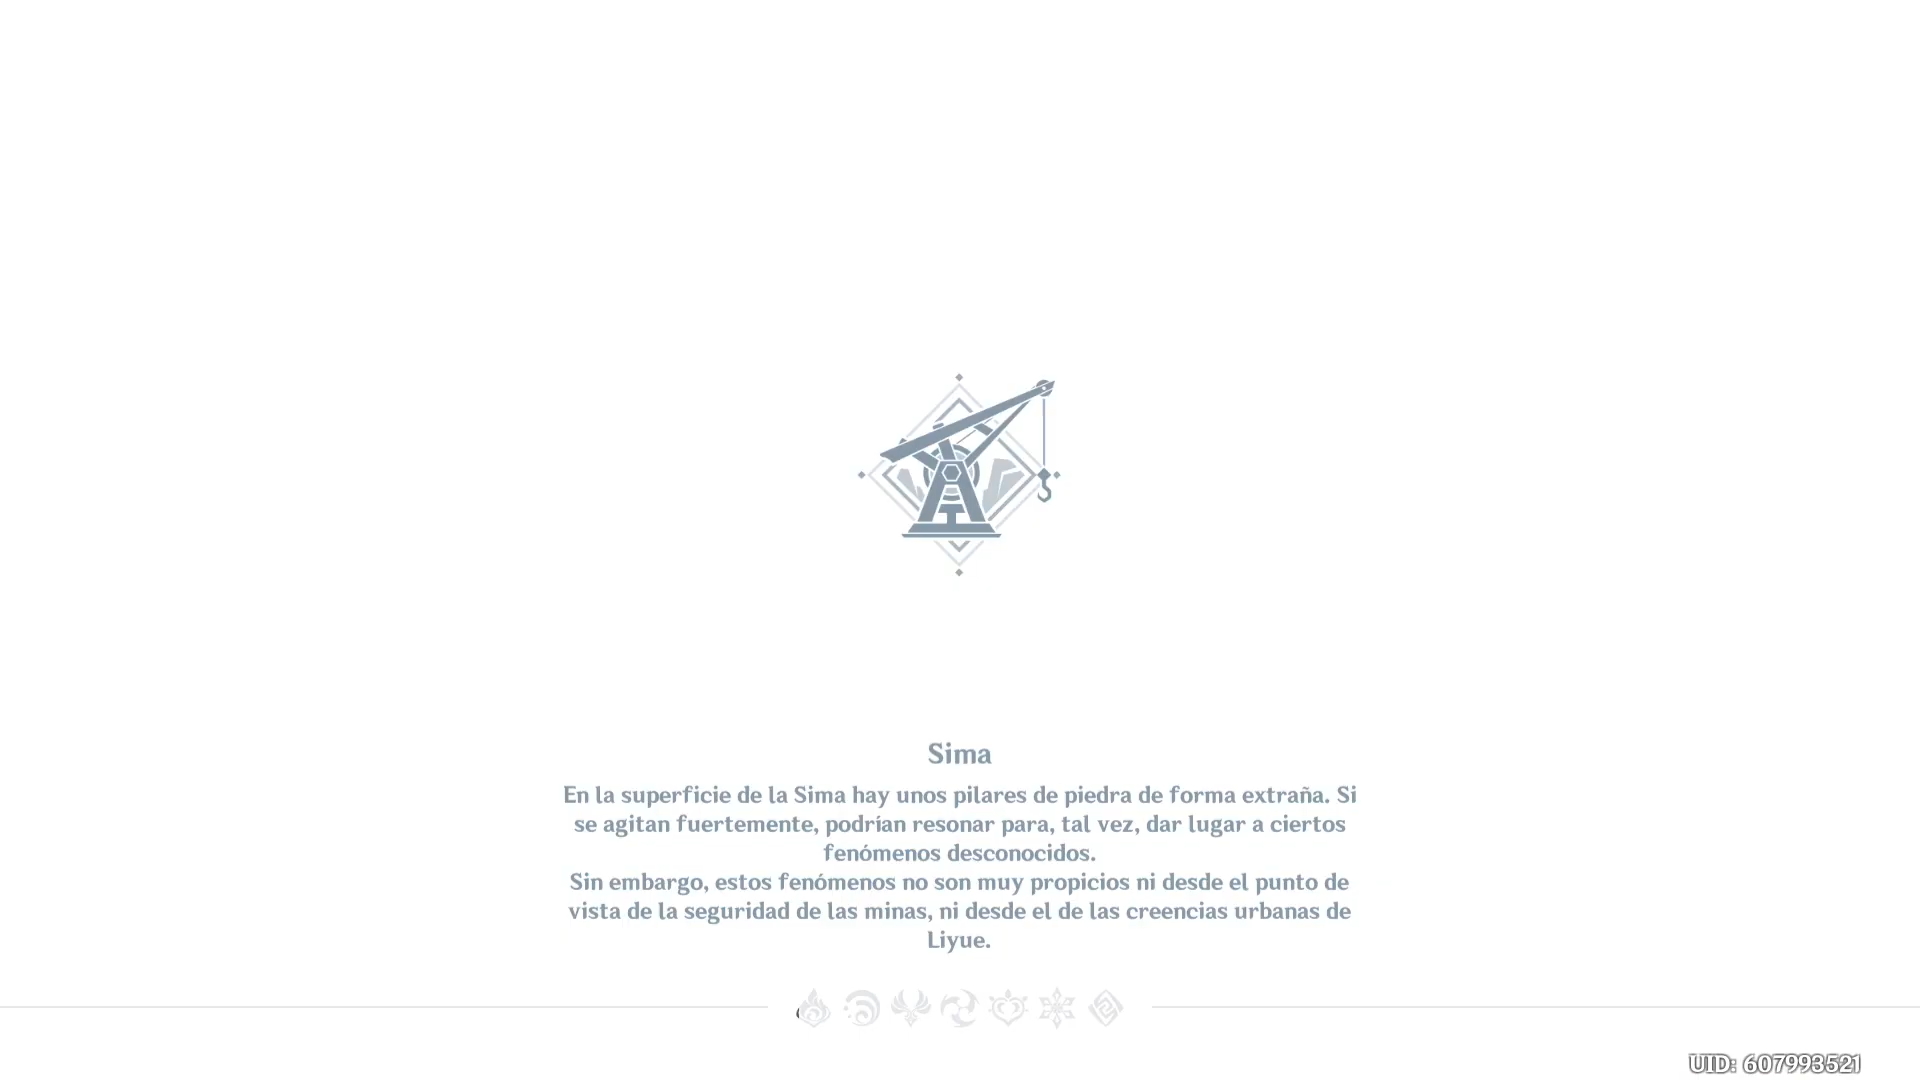 Sima
En la superficie de la Sima hay unos pilares de piedra de forma extraña. Si
se agitan fuertemente, podrían resonar para, tal vez, dar lugar a ciertos
fenómenos desconocidos.
Sin embargo, estos fenómenos no son muy propicios ni desde el punto de
vista de la seguridad de las minas, ni desde el de las creencias urbanas de
Liyue.
UID: 607993521